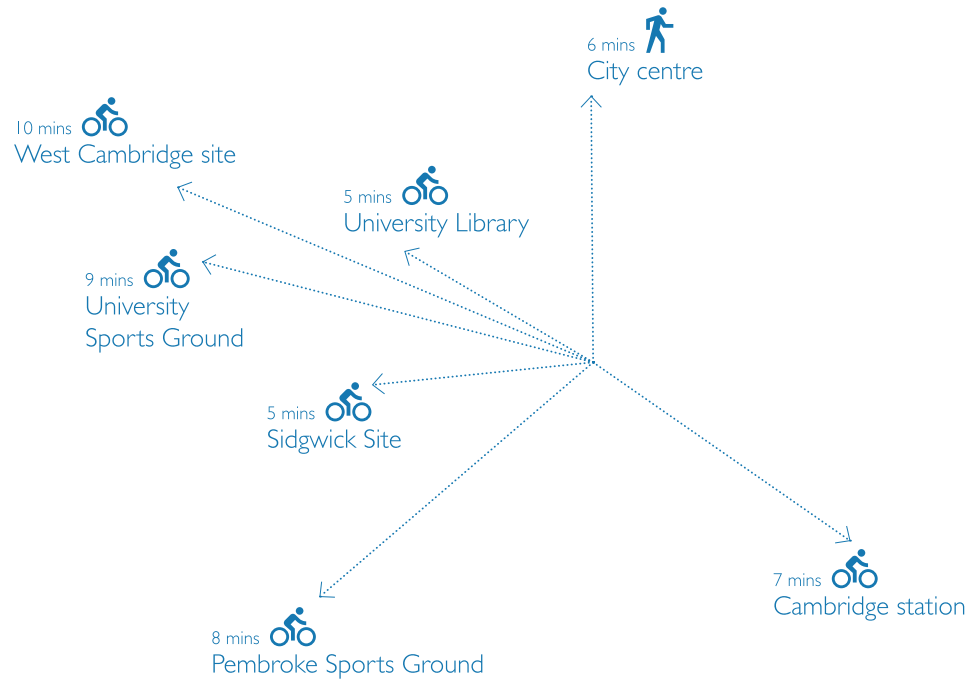 6 mins
City centre
10 mins
West Cambridge site
5 mins
University Library
9 mins
University
Sports Ground
5 mins
Sidgwick Site
7 mins
Cambridge station
8 mins
Pembroke Sports Ground